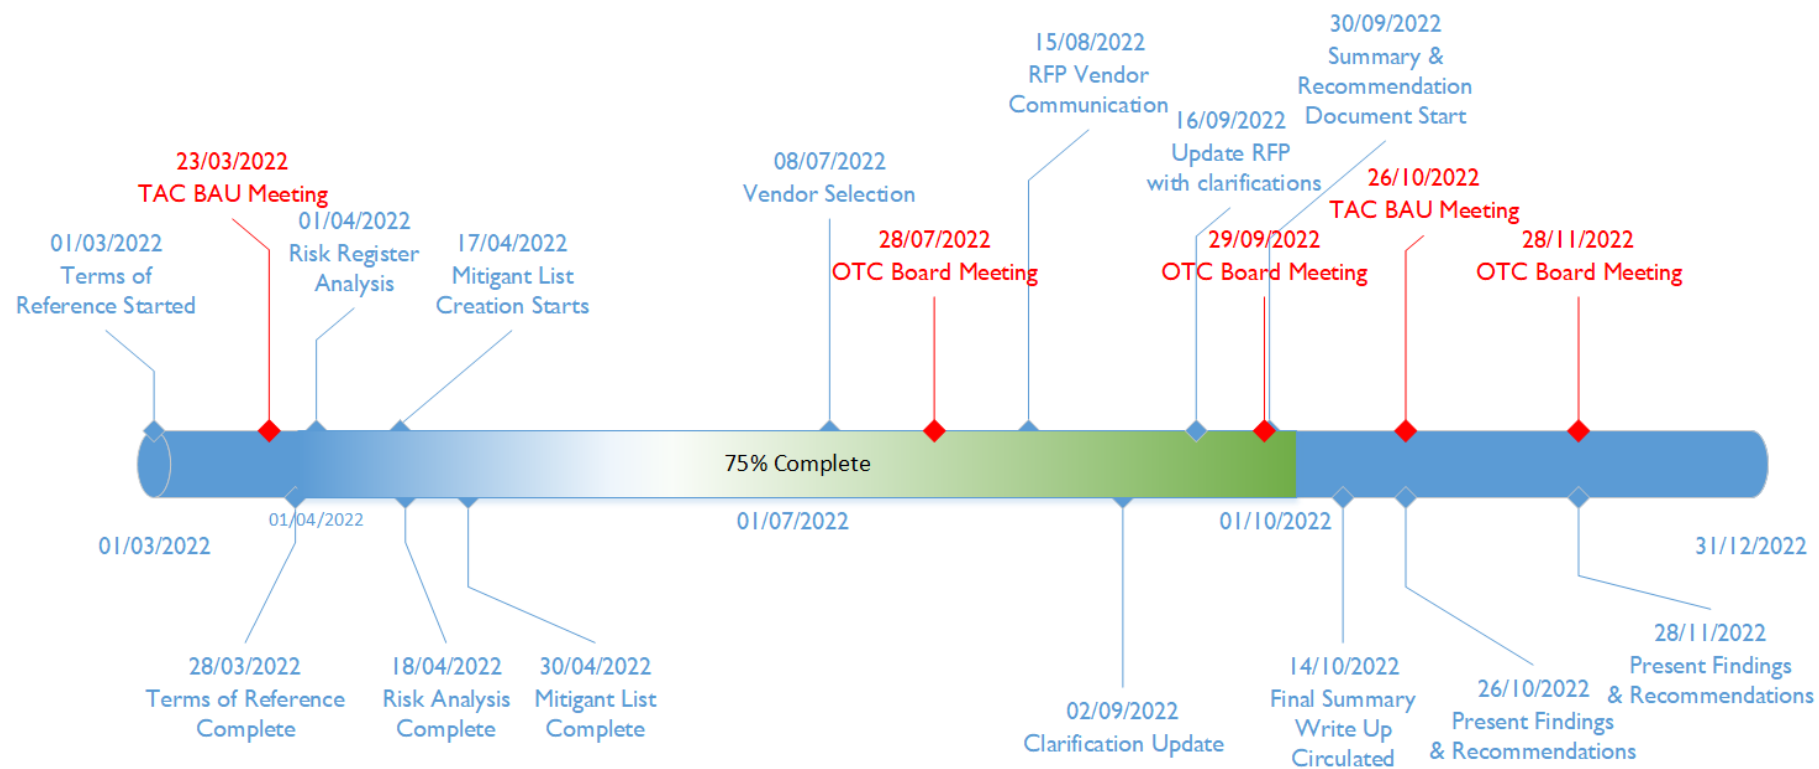 30/09/2022
Summary &
Recommendation
Document Start
15/08/2022
RFP Vendor
Communication
16/09/2022
Update RFP
with clarifications
23/03/2022
TAC BAU Meeting
08/07/2022
Vendor Selection
26/10/2022
TAC BAU Meeting
01/03/2022
Terms of
Reference Started
01/04/2022
Risk Register
Analysis
17/04/2022
Mitigant List
Creation Starts
28/07/2022
OTC Board Meeting
29/09/2022
OTC Board Meeting
28/11/2022
OTC Board Meeting
75% Complete
01/03/2022
01/04/2022
01/07/2022
01/10/2022
31/12/2022
28/03/2022
Terms of Reference
Complete
18/04/2022
Risk Analysis
Complete
30/04/2022
Mitigant List
Complete
02/09/2022
Clarification Update
14/10/2022
Final Summary
Write Up
Circulated
26/10/2022
Present Findings
& Recommendations
28/11/2022
Present Findings
& Recommendations